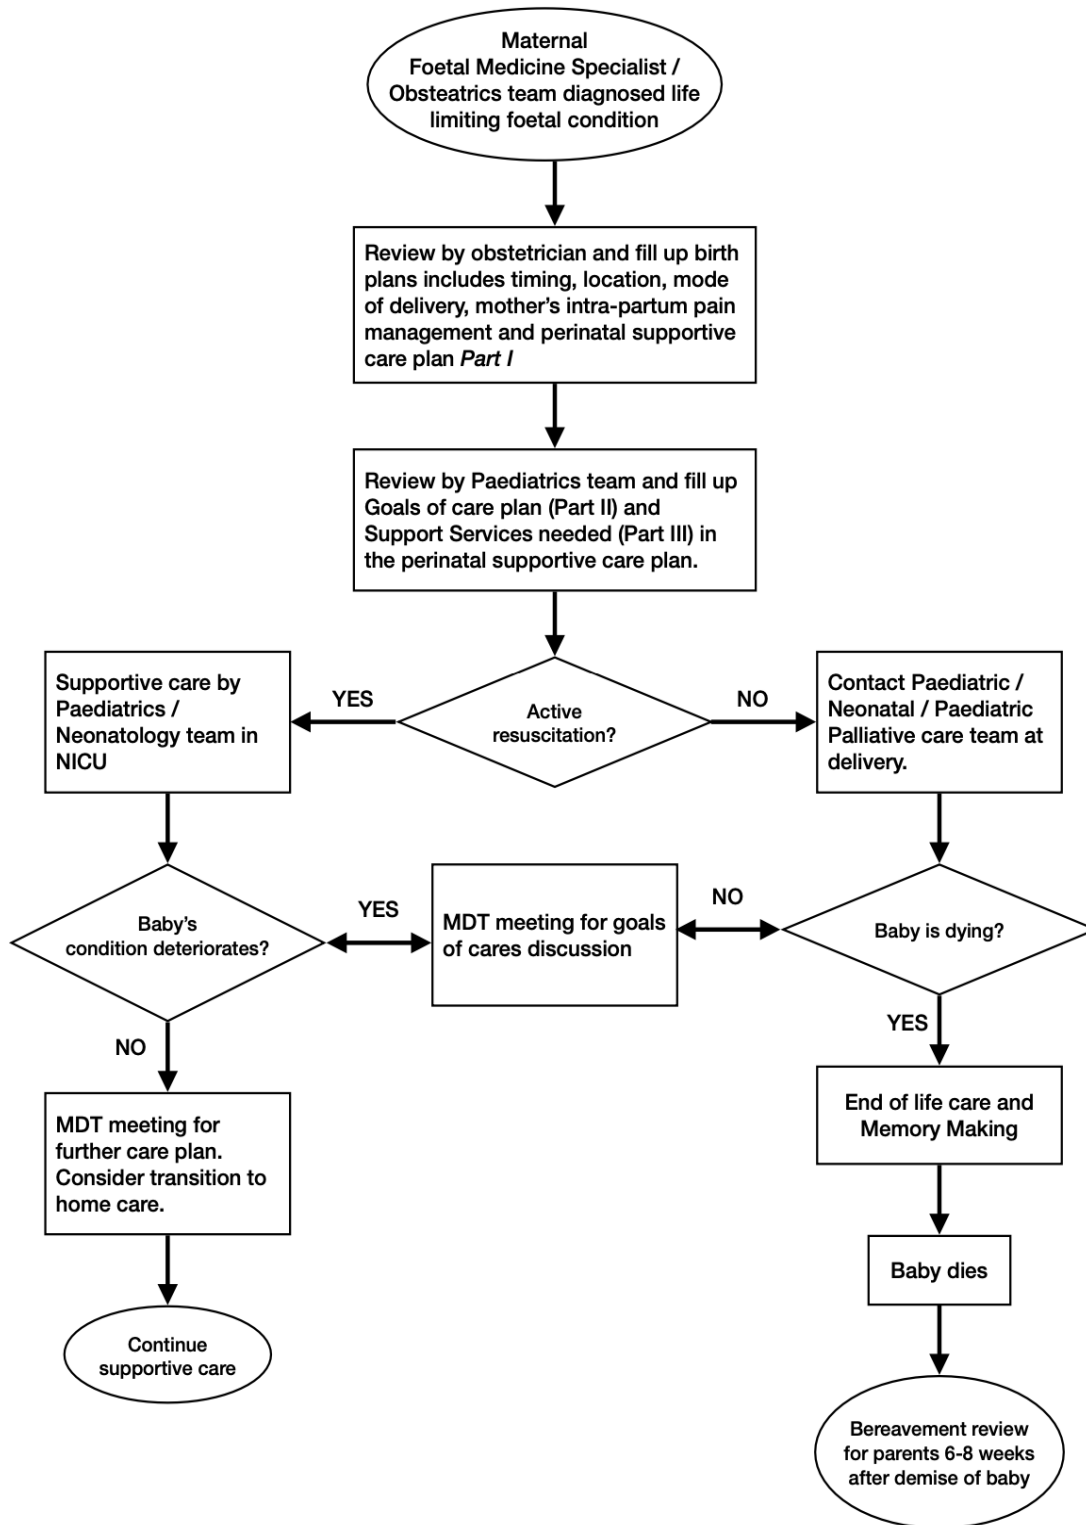 Maternal
Foetal Medicine Specialist /
Obsteatrics team diagnosed life
limiting foetal condition
Review by obstetrician and fill up birth
plans includes timing, location, mode
of delivery, mother's intra-partum pain
management and perinatal supportive
care plan Part I
Review by Paediatrics team and fill up
Goals of care plan (Part II) and
Support Services needed (Part III) in
the perinatal supportive care plan.
Active
resuscitation?
YES
NO
Supportive care by
Paediatrics /
Neonatology team in
NICU
Contact Paediatric /
Neonatal / Paediatric
Palliative care team at
delivery.
Baby's
condition deteriorates?
YES
MDT meeting for goals
of cares discussion
NO
Baby is dying?
NO
YES
MDT meeting for
further care plan.
Consider transition to
home care.
End of life care and
Memory Making
Continue
supportive care
Baby dies
Bereavement review
for parents 6-8 weeks
after demise of baby